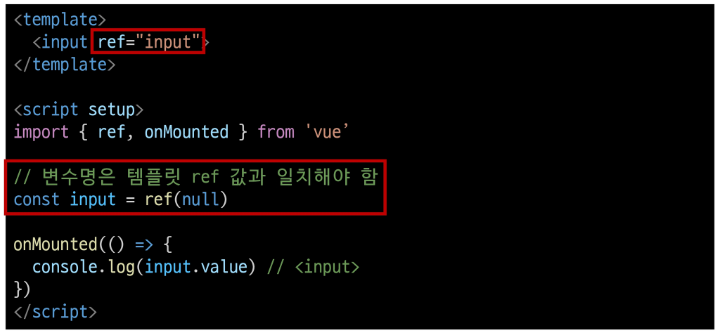 <template>
  <input ref="input">
</template>

<script setup>
import { ref, onMounted } from 'vue’

// 변수명은 템플릿 ref 값과 일치해야 함
const input = ref(null)

onMounted(() => {
  console.log(input.value) // <input>
})
</script>